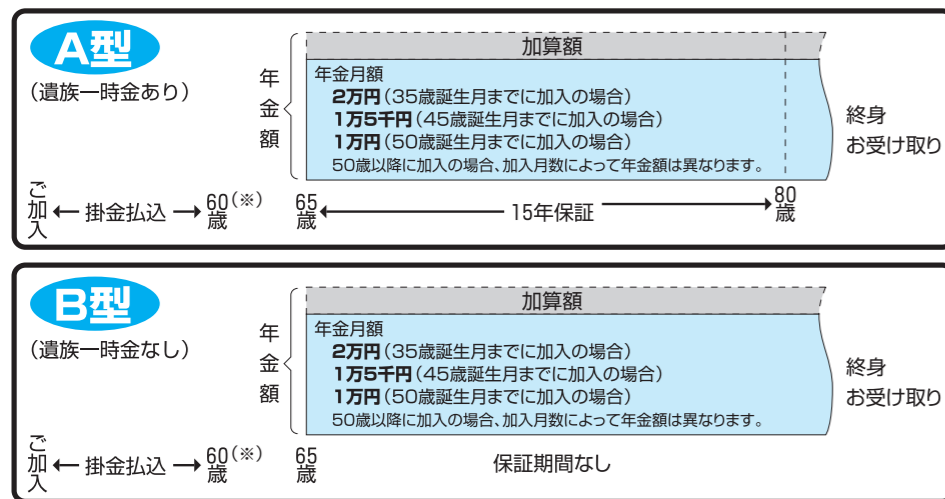 A型
(遺族一時金あり)
年金額
加算額
年金月額
2万円(35歳誕生月までに加入の場合)
1万5千円(45歳誕生月までに加入の場合)
1万円(50歳誕生月までに加入の場合)
50歳以降に加入の場合、加入月数によって年金額は異なります。
終身
お受け取り
ご加入 ← 掛金払込 → 60歳(※) 65歳 ← 15年保証 → 80歳
B型
(遺族一時金なし)
年金額
加算額
年金月額
2万円(35歳誕生月までに加入の場合)
1万5千円(45歳誕生月までに加入の場合)
1万円(50歳誕生月までに加入の場合)
50歳以降に加入の場合、加入月数によって年金額は異なります。
終身
お受け取り
ご加入 ← 掛金払込 → 60歳(※) 65歳 保証期間なし